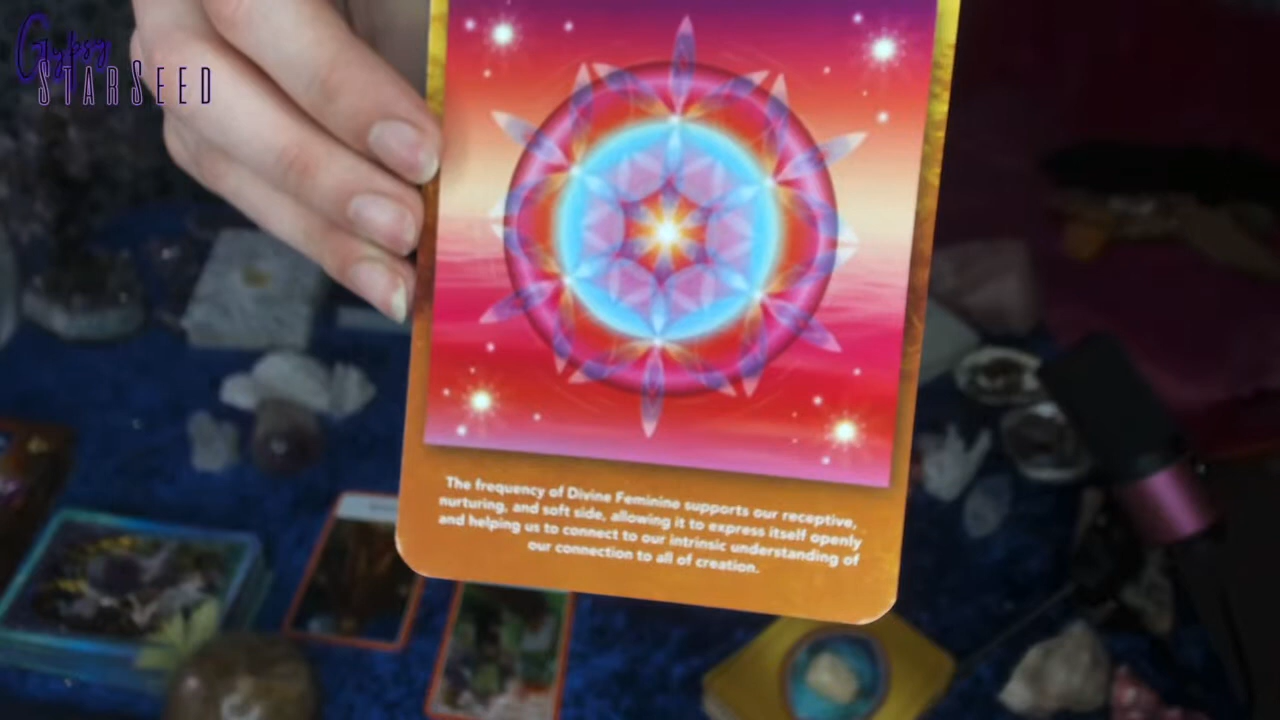 Gypsy
STARSEED
The frequency of Divine Feminine supports our receptive,
nurturing, and soft side, allowing it to express itself openly
and helping us to connect to our intrinsic understanding of
our connection to all of creation.